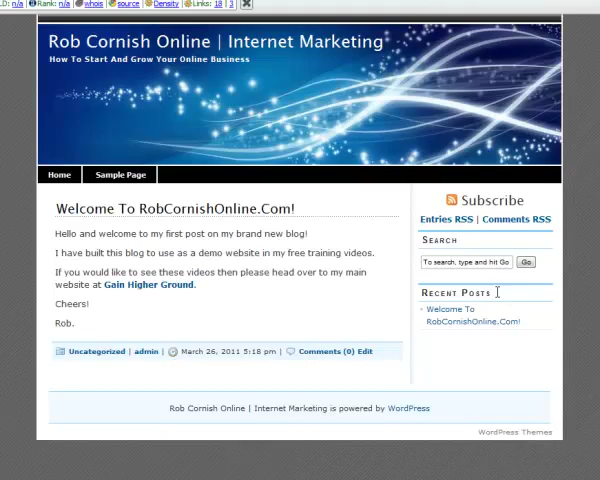 LD: n/a | Rank: n/a | whois source Density Links: 18 | 3
Rob Cornish Online | Internet Marketing
How To Start And Grow Your Online Business
Home Sample Page
Welcome To RobCornishOnline.Com!
Hello and welcome to my first post on my brand new blog!
I have built this blog to use as a demo website in my free training videos.
If you would like to see these videos then please head over to my main
website at Gain Higher Ground.
Cheers!
Rob.
Uncategorized | admin | March 26, 2011 5:18 pm | Comments (0) Edit
Subscribe
Entries RSS | Comments RSS
Search
To search, type and hit Go Go
Recent Posts
Welcome To
RobCornishOnline.Com!
Rob Cornish Online | Internet Marketing is powered by WordPress
WordPress Themes